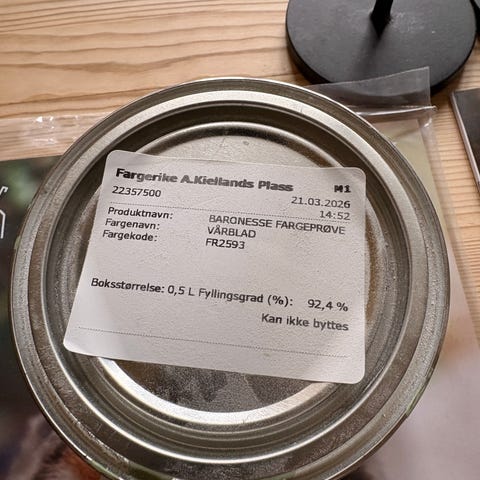 Fargerike A.Kiellands Plass M1
22357500 21.03.2026
14:52
Produktnavn: BARONESSE FARGEPRØVE
Fargenavn: VÅRBLAD
Fargekode: FR2593
Boksstørrelse: 0,5 L Fyllingsgrad (%): 92,4 %
Kan ikke byttes